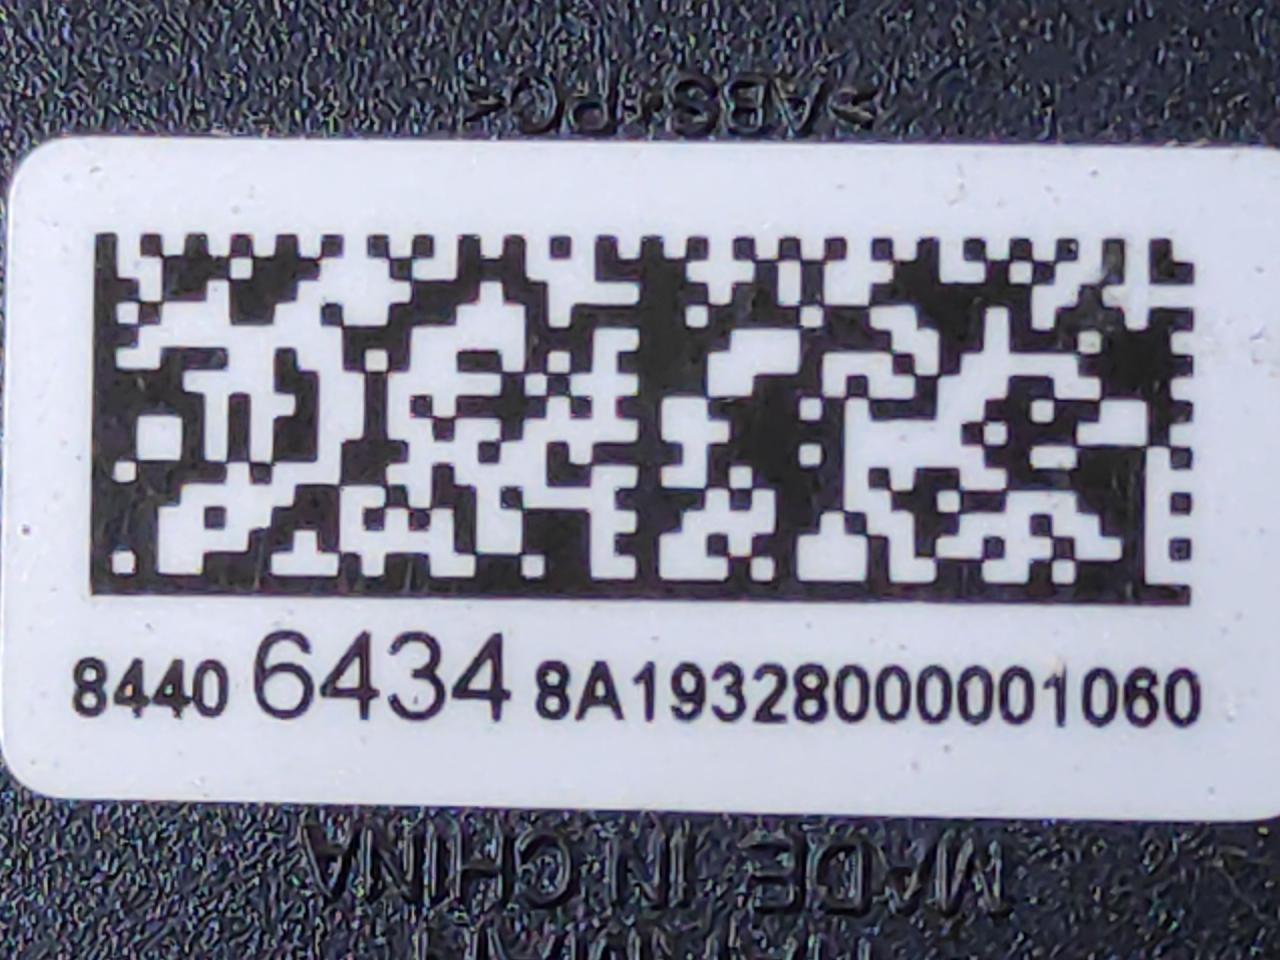 >ABS+PC<
8440 6434 8A193280000001060
MADE IN CHINA